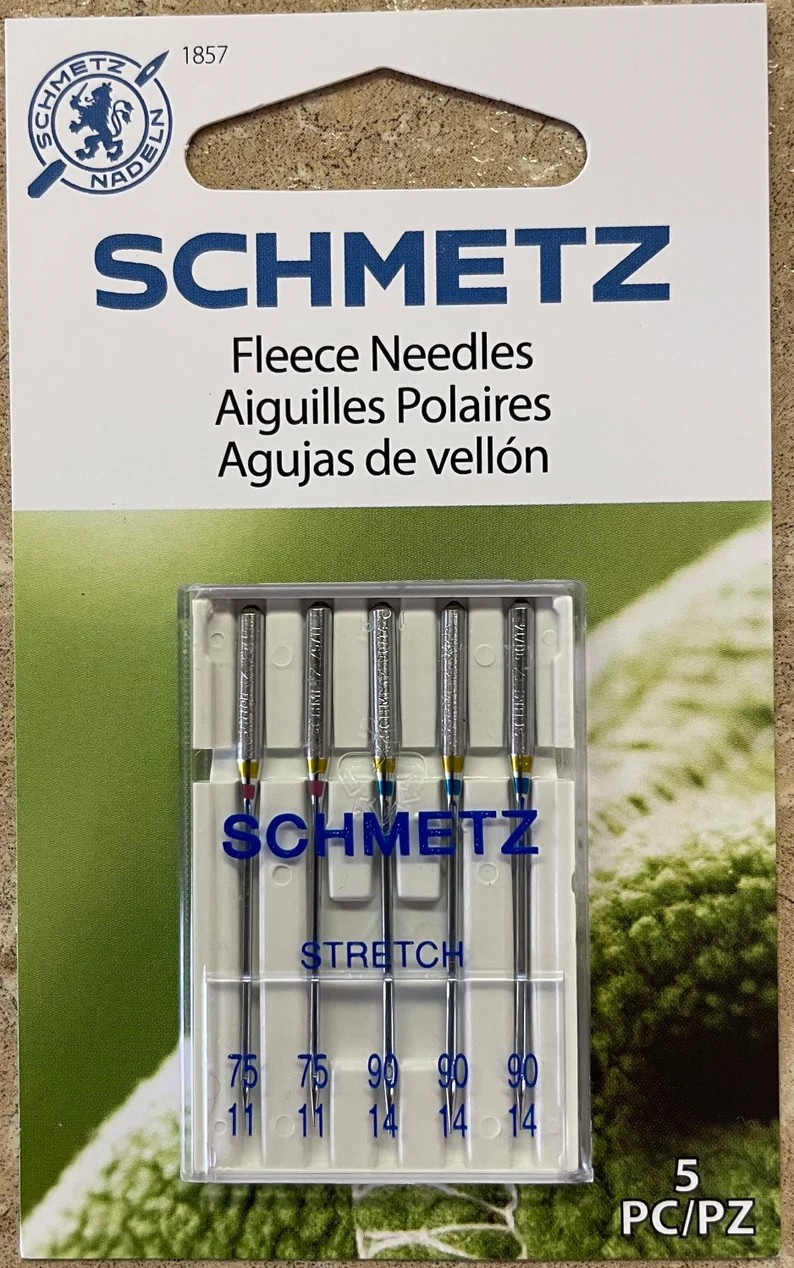 SCHMETZ
NADELN
1857
SCHMETZ
Fleece Needles
Aiguilles Polaires
Agujas de vellón
SCHMETZ
STRETCH
75 75 90 90 90
11 11 14 14 14
5
PC/PZ